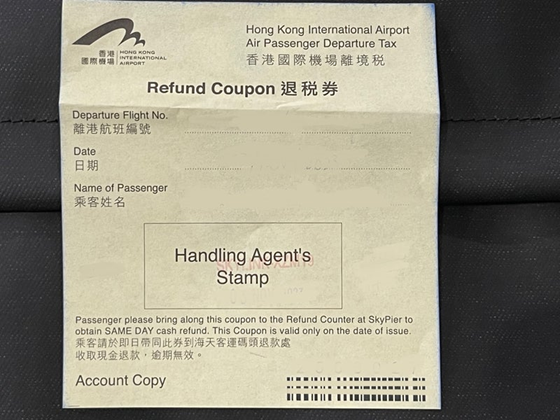 香港
國際機場
HONG KONG
INTERNATIONAL
AIRPORT
Hong Kong International Airport
Air Passenger Departure Tax
香港國際機場離境税
Refund Coupon 退税券
Departure Flight No.
離港航班編號
Date
日期
Name of Passenger
乘客姓名
Handling Agent's
Stamp
Passenger please bring along this coupon to the Refund Counter at SkyPier to
obtain SAME DAY cash refund. This Coupon is valid only on the date of issue.
乘客請於即日帶同此券到海天客運碼頭退款處
收取現金退款，逾期無效。
Account Copy